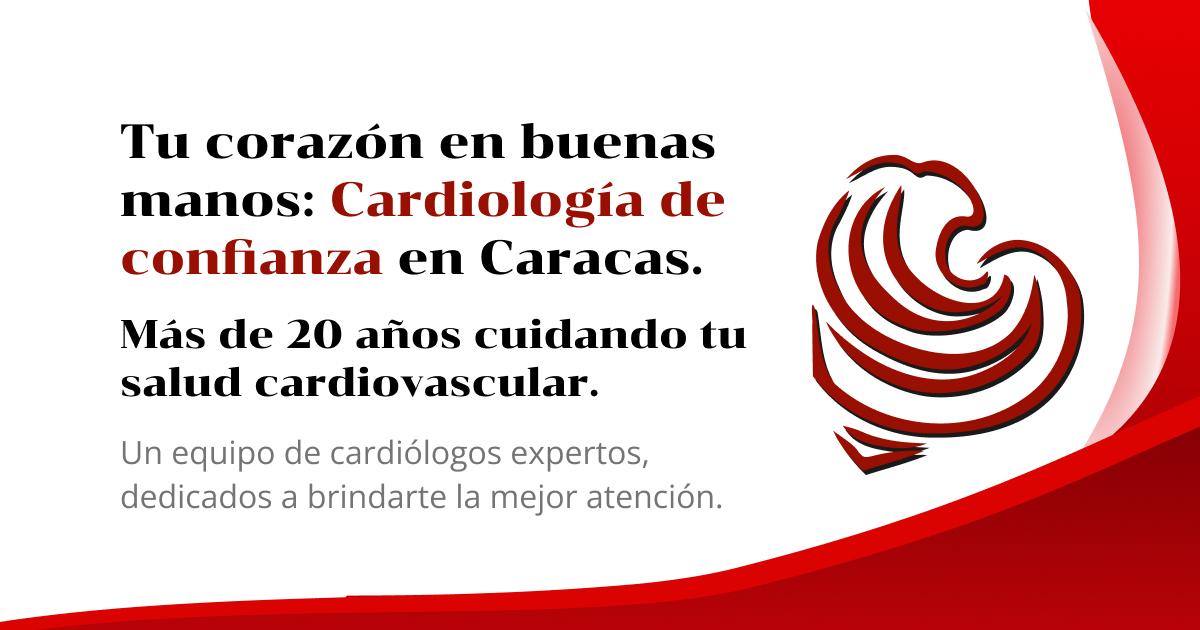 Tu corazón en buenas
manos: Cardiología de
confianza en Caracas.
Más de 20 años cuidando tu
salud cardiovascular.
Un equipo de cardiólogos expertos,
dedicados a brindarte la mejor atención.